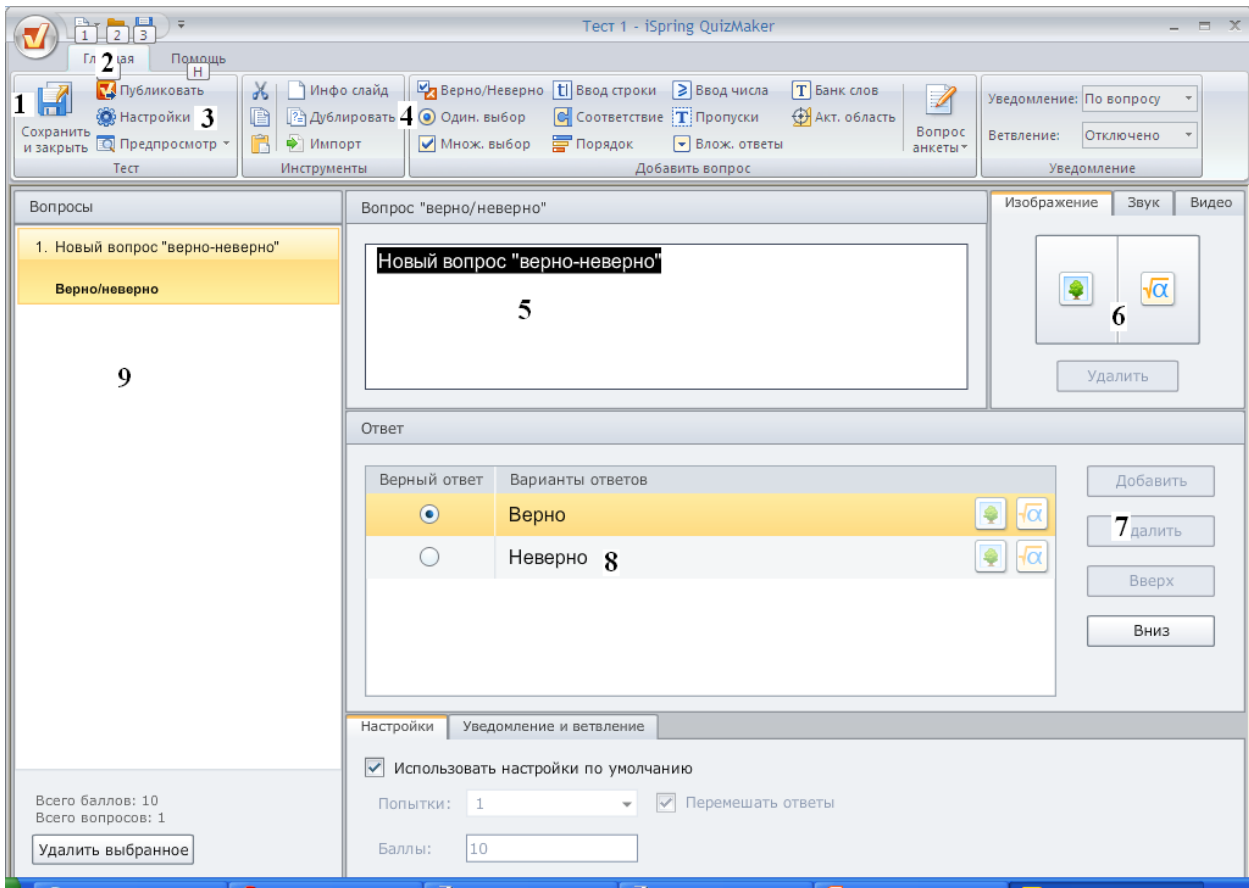 Тест 1 - iSpring QuizMaker
1 2 3
Главная Помощь
2 Н
1 Сохранить и закрыть
Публиковать
Настройки 3
Предпросмотр
Тест
Инфо слайд
Дублировать
Импорт
Инструменты
4
Верно/Неверно
Один. выбор
Множ. выбор
Ввод строки
Соответствие
Порядок
Ввод числа
Пропуски
Влож. ответы
Банк слов
Акт. область
Вопрос анкеты
Добавить вопрос
Уведомление: По вопросу
Ветвление: Отключено
Уведомление
Вопросы
1. Новый вопрос "верно-неверно"
Верно/неверно
9
Всего баллов: 10
Всего вопросов: 1
Удалить выбранное
Вопрос "верно/неверно"
Новый вопрос "верно-неверно"
5
Изображение Звук Видео
√α
6
Удалить
Ответ
Верный ответ Варианты ответов
Верно √α
Неверно 8 √α
Добавить
7 Удалить
Вверх
Вниз
Настройки Уведомление и ветвление
Использовать настройки по умолчанию
Попытки: 1 Перемешать ответы
Баллы: 10